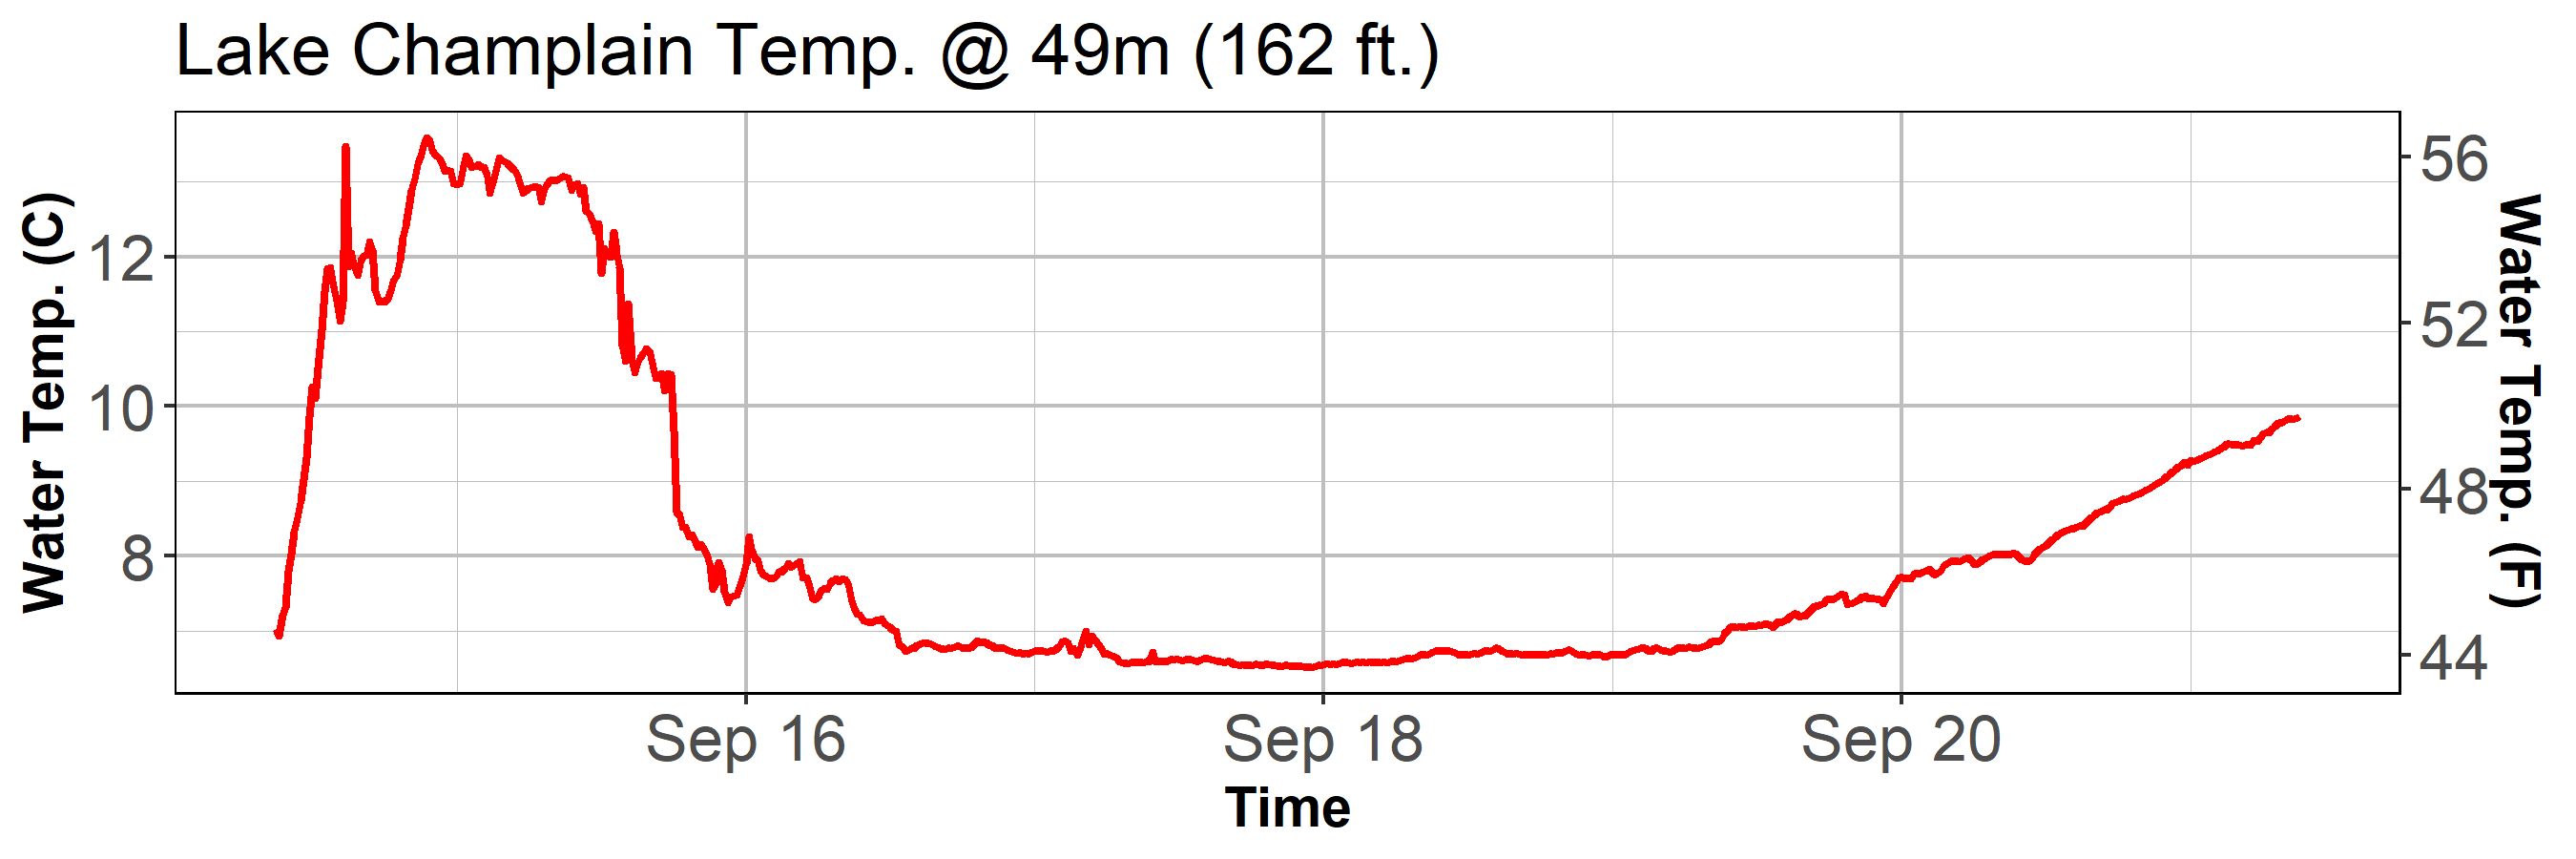 Lake Champlain Temp. @ 49m (162 ft.)
Water Temp. (C)
12
10
8
56
52
48
44
Water Temp. (F)
Sep 16 Sep 18 Sep 20
Time